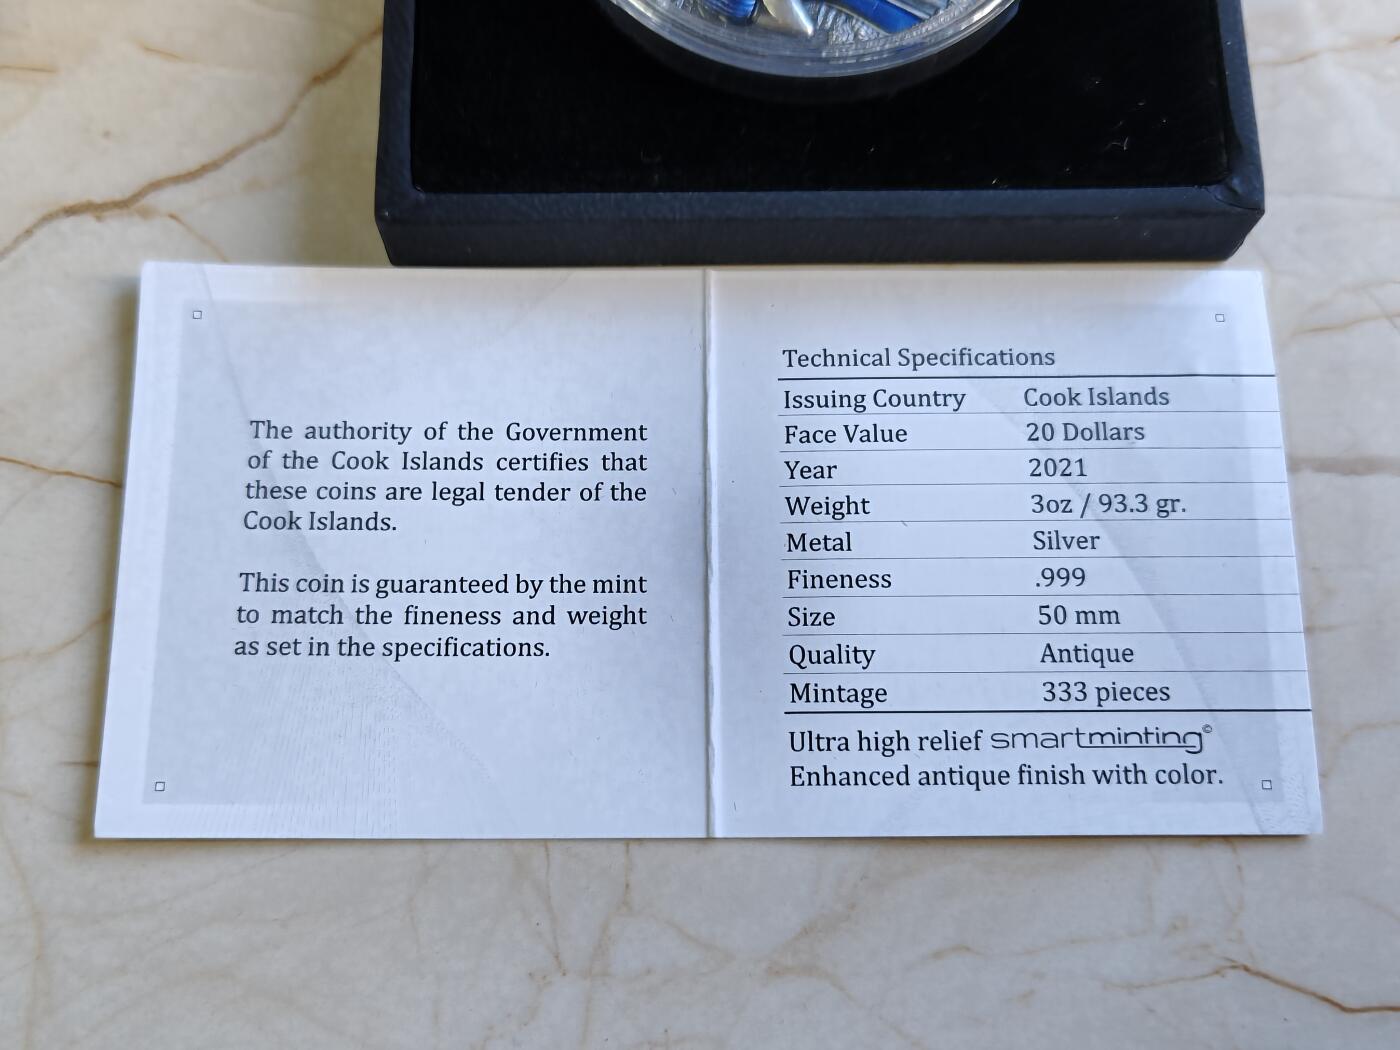 The authority of the Government
of the Cook Islands certifies that
these coins are legal tender of the
Cook Islands.
This coin is guaranteed by the mint
to match the fineness and weight
as set in the specifications.
Technical Specifications
Issuing Country Cook Islands
Face Value 20 Dollars
Year 2021
Weight 3oz / 93.3 gr.
Metal Silver
Fineness .999
Size 50 mm
Quality Antique
Mintage 333 pieces
Ultra high relief smartminting©
Enhanced antique finish with color.